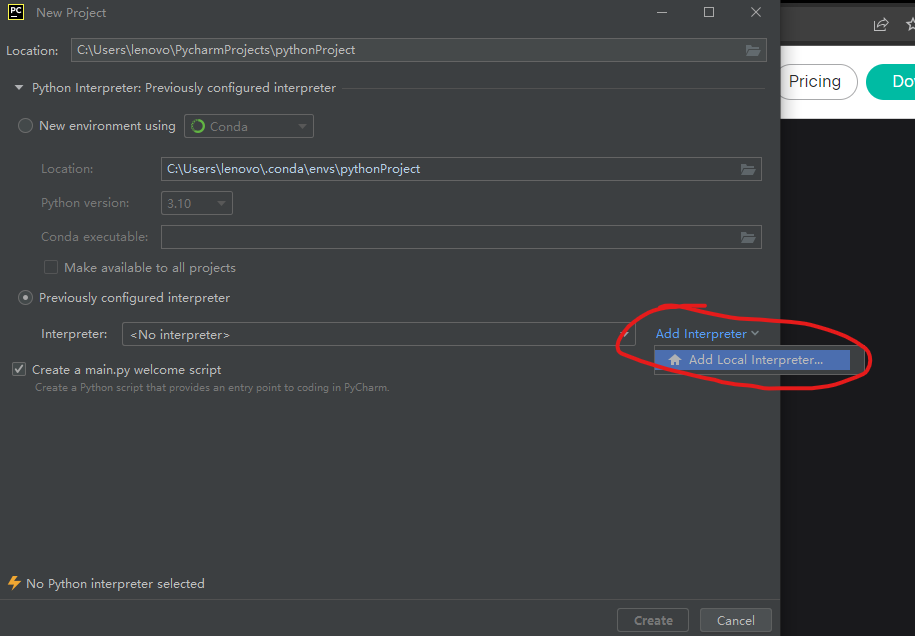 PC New Project
Location: C:\Users\lenovo\PycharmProjects\pythonProject
Python Interpreter: Previously configured interpreter
Pricing
New environment using Conda
Location: C:\Users\lenovo\.conda\envs\pythonProject
Python version: 3.10
Conda executable:
Make available to all projects
Previously configured interpreter
Interpreter: <No interpreter> Add Interpreter
Add Local Interpreter...
Create a main.py welcome script
Create a Python script that provides an entry point to coding in PyCharm.
No Python interpreter selected
Create Cancel